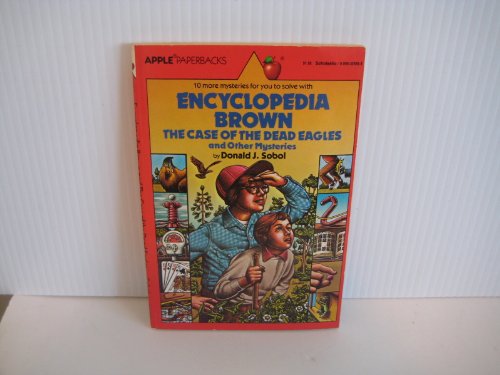 APPLE® PAPERBACKS
10 more mysteries for you to solve with
ENCYCLOPEDIA
BROWN
THE CASE OF THE DEAD EAGLES
and Other Mysteries
by Donald J. Sobol